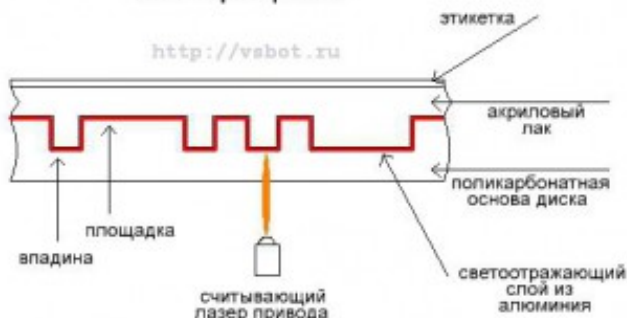 этикетка
http://vsbot.ru
акриловый
лак
поликарбонатная
основа диска
площадка
впадина
светоотражающий
слой из
алюминия
считывающий
лазер привода